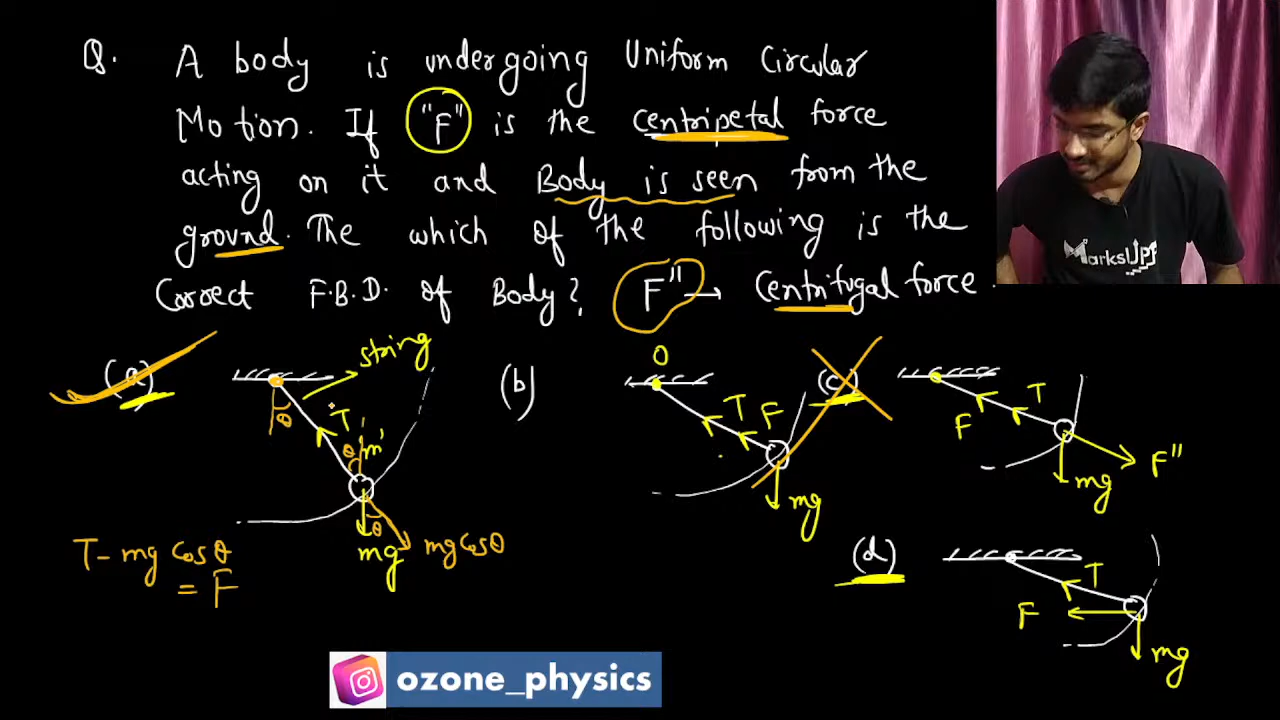 Q. A body is undergoing Uniform Circular
Motion. If "F" is the centripetal force
acting on it and Body is seen from the
ground. The which of the following is the
Correct F.B.D. of Body? F'' → Centrifugal force.
(a)
string
θ
T
θ
'm'
θ
mg
mg cosθ
T - mg cosθ
= F
(b)
O
T
F
mg
(c)
T
F
F''
mg
(d)
T
F
mg
MarksUp
ozone_physics